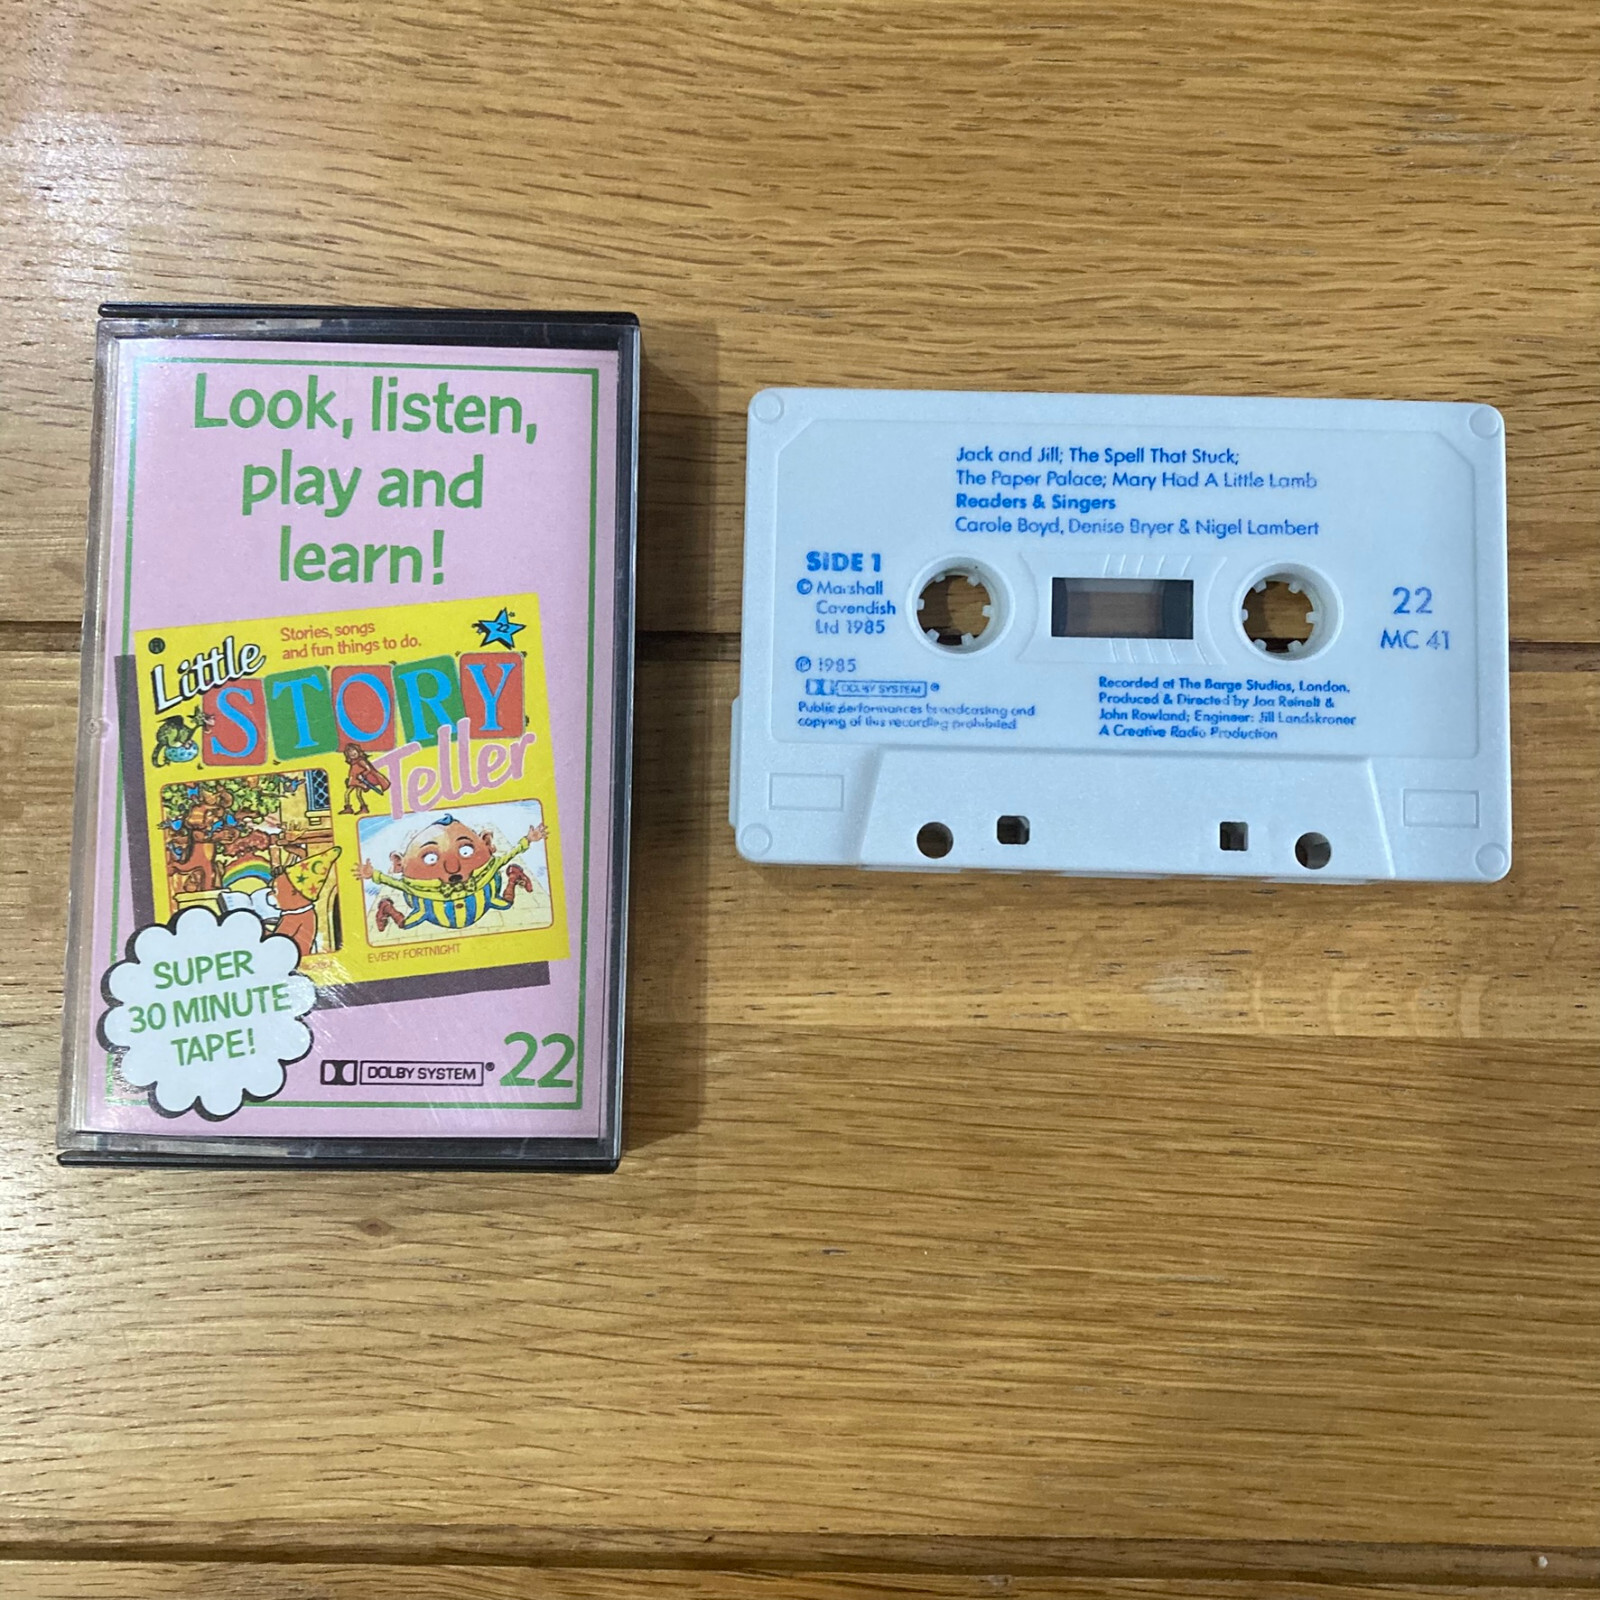 Look, listen,
play and
learn!
®
Little
Stories, songs
and fun things to do.
22
STORY
Teller
EVERY FORTNIGHT
SUPER
30 MINUTE
TAPE!
DOLBY SYSTEM®
22
Jack and Jill; The Spell That Stuck;
The Paper Palace; Mary Had A Little Lamb
Readers & Singers
Carole Boyd, Denise Bryer & Nigel Lambert
SIDE 1
© Marshall
Cavendish
Ltd 1985
℗ 1985
DOLBY SYSTEM ®
Public performances broadcasting and
copying of this recording prohibited
22
MC 41
Recorded at The Barge Studios, London.
Produced & Directed by Joa Reinelt &
John Rowland; Engineer: Jill Landskroner
A Creative Radio Production